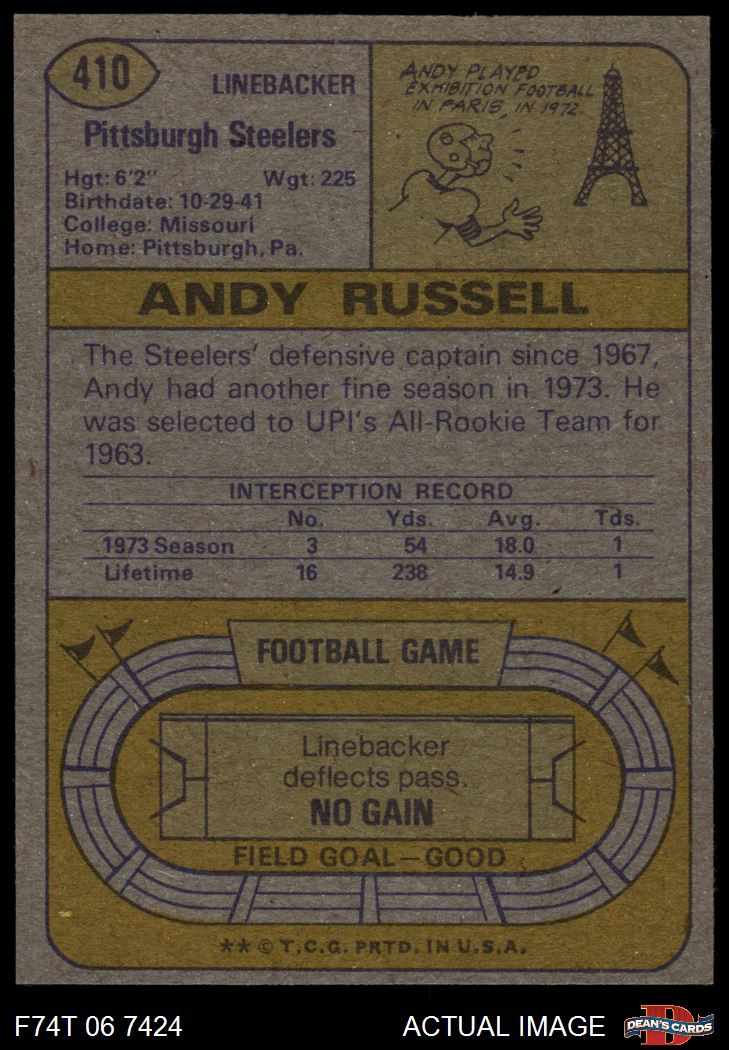 410
LINEBACKER
Pittsburgh Steelers
Hgt: 6'2" Wgt: 225
Birthdate: 10-29-41
College: Missouri
Home: Pittsburgh, Pa.
ANDY PLAYED
EXHIBITION FOOTBALL
IN PARIS, IN 1972.
ANDY RUSSELL
The Steelers' defensive captain since 1967,
Andy had another fine season in 1973. He
was selected to UPI's All-Rookie Team for
1963.
INTERCEPTION RECORD
No. Yds. Avg. Tds.
1973 Season 3 54 18.0 1
Lifetime 16 238 14.9 1
FOOTBALL GAME
Linebacker
deflects pass.
NO GAIN
FIELD GOAL—GOOD
** © T.C.G. PRTD. IN U.S.A.
F74T 06 7424 ACTUAL IMAGE
D
DEAN'S CARDS